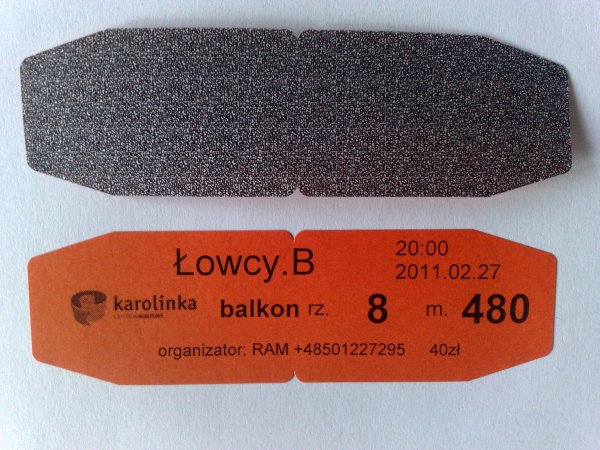 Łowcy.B
20:00
2011.02.27
karolinka
balkon rz. 8 m. 480
organizator: RAM +48501227295 40zł